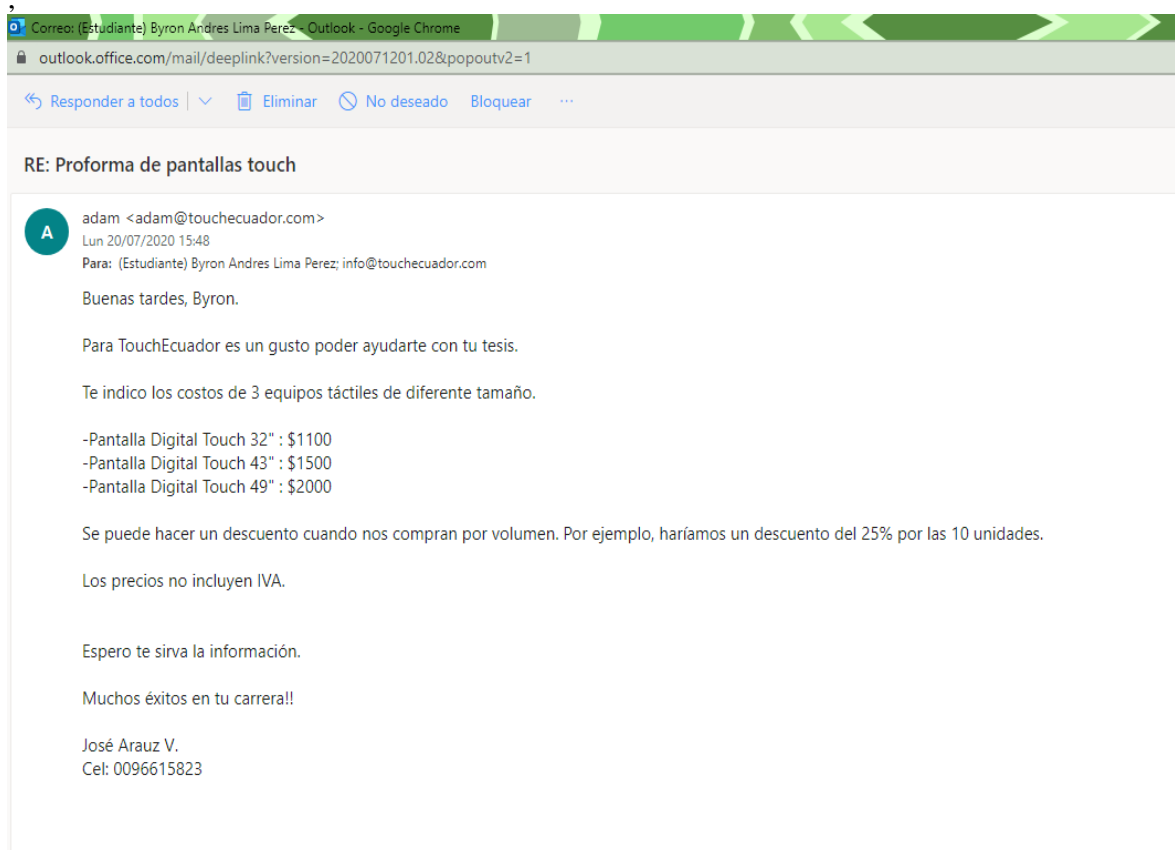 ,
Correo: (Estudiante) Byron Andres Lima Perez - Outlook - Google Chrome
outlook.office.com/mail/deeplink?version=2020071201.02&popoutv2=1
Responder a todos Eliminar No deseado Bloquear ...
RE: Proforma de pantallas touch
A
adam <adam@touchecuador.com>
Lun 20/07/2020 15:48
Para: (Estudiante) Byron Andres Lima Perez; info@touchecuador.com
Buenas tardes, Byron.
Para TouchEcuador es un gusto poder ayudarte con tu tesis.
Te indico los costos de 3 equipos táctiles de diferente tamaño.
-Pantalla Digital Touch 32" : $1100
-Pantalla Digital Touch 43" : $1500
-Pantalla Digital Touch 49" : $2000
Se puede hacer un descuento cuando nos compran por volumen. Por ejemplo, haríamos un descuento del 25% por las 10 unidades.
Los precios no incluyen IVA.
Espero te sirva la información.
Muchos éxitos en tu carrera!!
José Arauz V.
Cel: 0096615823